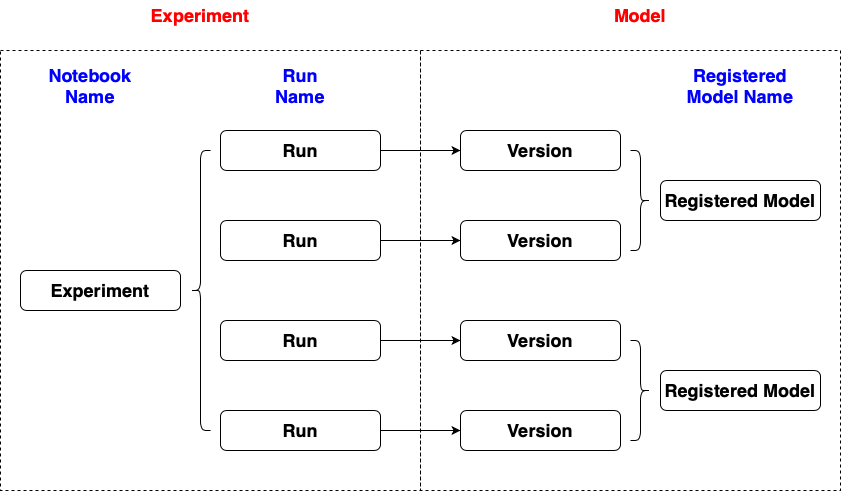 Experiment
Model
Notebook
Name
Run
Name
Registered
Model Name
Run
Version
Registered Model
Run
Version
Experiment
Run
Version
Registered Model
Run
Version